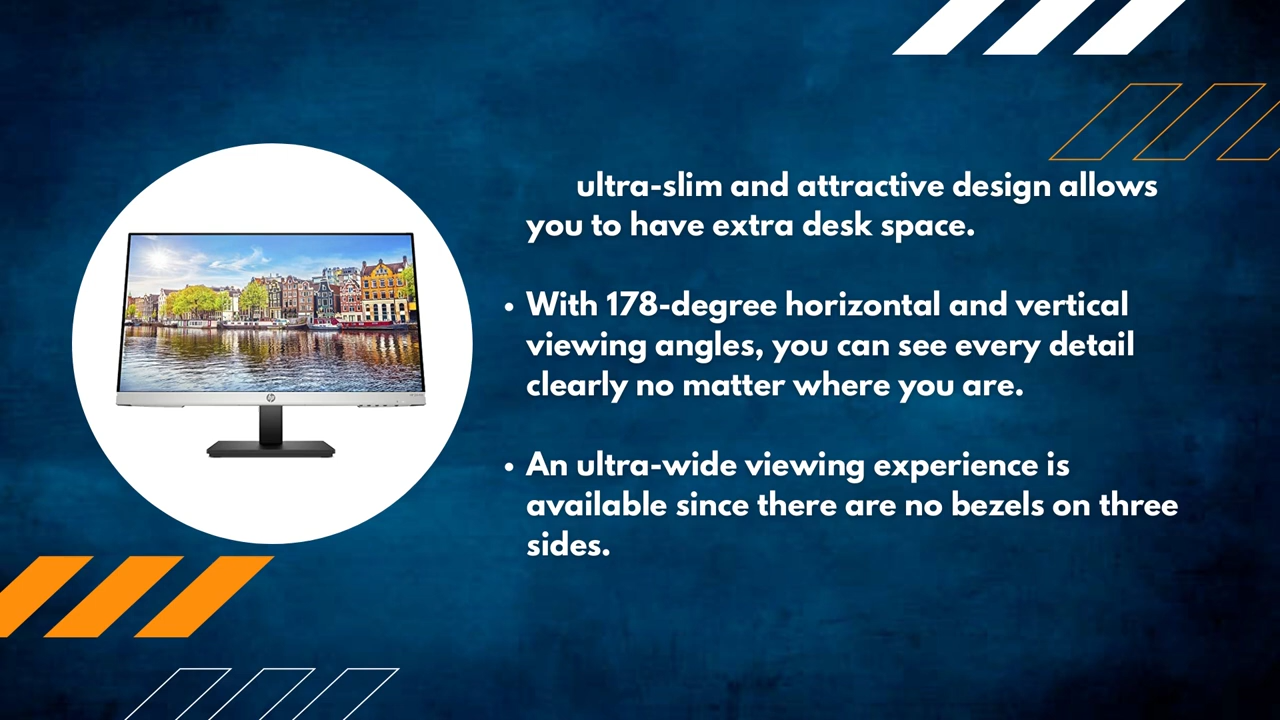 ultra-slim and attractive design allows
you to have extra desk space.
• With 178-degree horizontal and vertical
viewing angles, you can see every detail
clearly no matter where you are.
• An ultra-wide viewing experience is
available since there are no bezels on three
sides.
hp